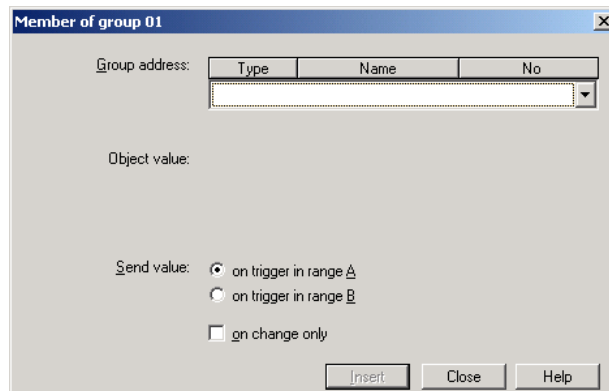 Member of group 01
Group address:
Type Name No
Object value:
Send value:
on trigger in range A
on trigger in range B
on change only
Insert Close Help